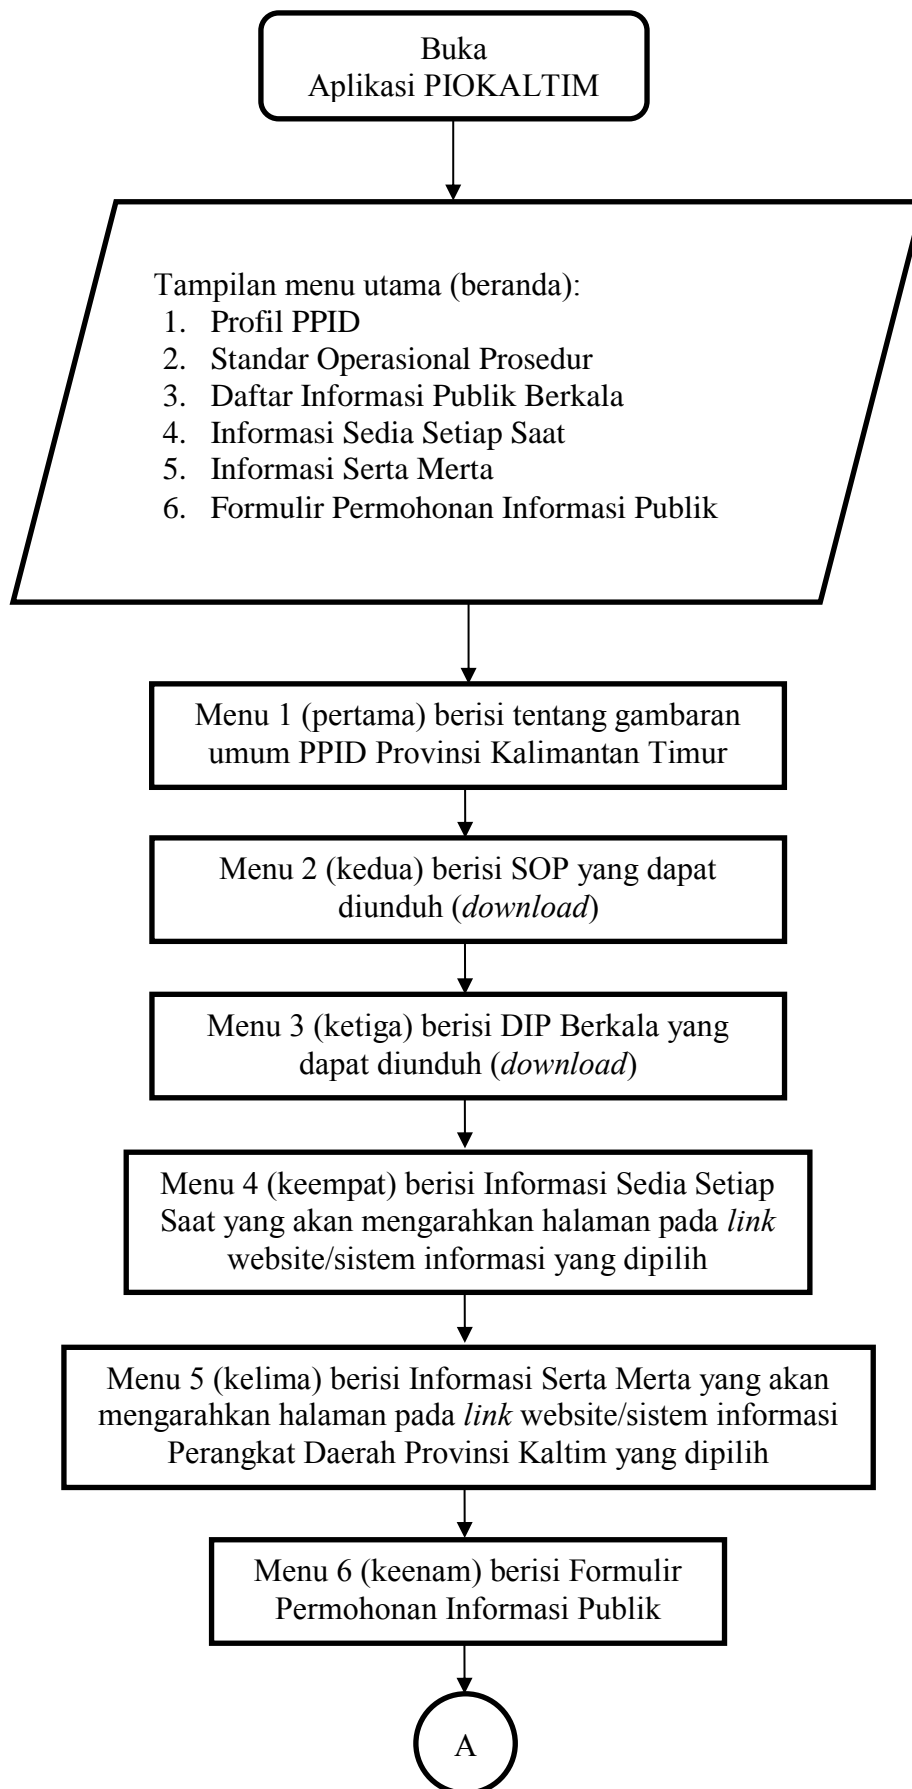 Buka
Aplikasi PIOKALTIM
Tampilan menu utama (beranda):
1. Profil PPID
2. Standar Operasional Prosedur
3. Daftar Informasi Publik Berkala
4. Informasi Sedia Setiap Saat
5. Informasi Serta Merta
6. Formulir Permohonan Informasi Publik
Menu 1 (pertama) berisi tentang gambaran
umum PPID Provinsi Kalimantan Timur
Menu 2 (kedua) berisi SOP yang dapat
diunduh (download)
Menu 3 (ketiga) berisi DIP Berkala yang
dapat diunduh (download)
Menu 4 (keempat) berisi Informasi Sedia Setiap
Saat yang akan mengarahkan halaman pada link
website/sistem informasi yang dipilih
Menu 5 (kelima) berisi Informasi Serta Merta yang akan
mengarahkan halaman pada link website/sistem informasi
Perangkat Daerah Provinsi Kaltim yang dipilih
Menu 6 (keenam) berisi Formulir
Permohonan Informasi Publik
A